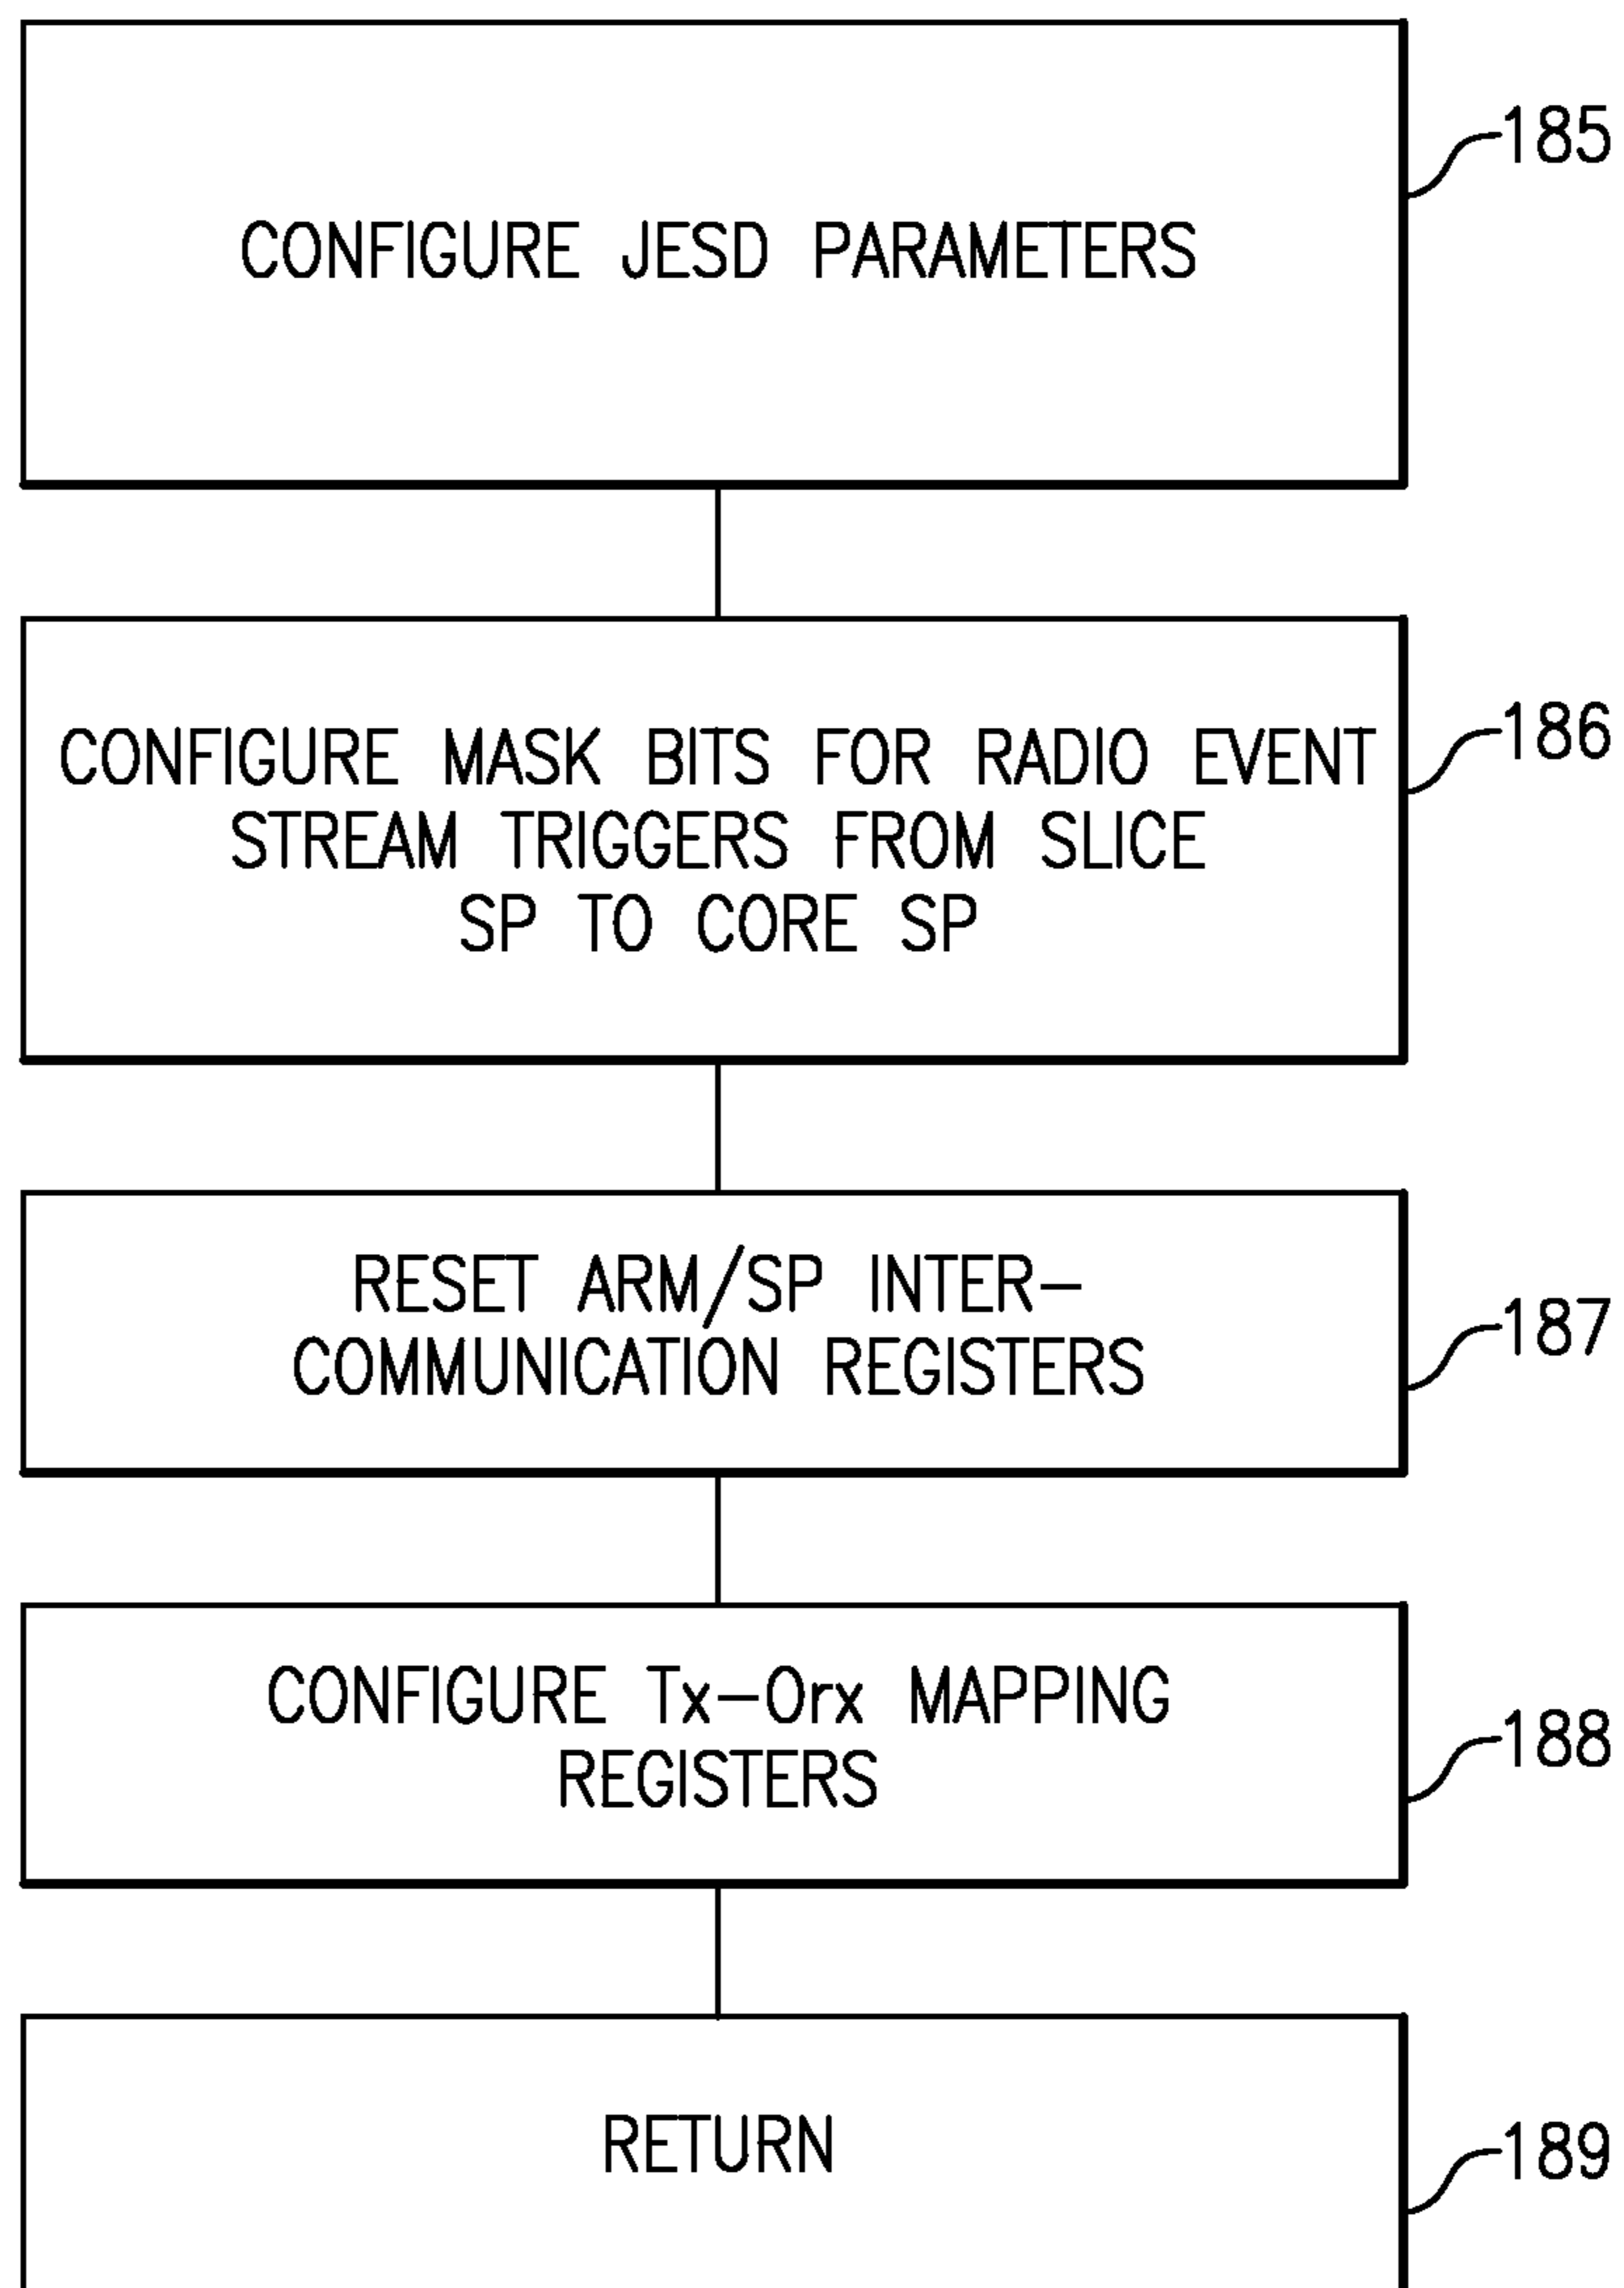 185
CONFIGURE JESD PARAMETERS
186
CONFIGURE MASK BITS FOR RADIO EVENT
STREAM TRIGGERS FROM SLICE
SP TO CORE SP
187
RESET ARM/SP INTER-
COMMUNICATION REGISTERS
188
CONFIGURE Tx-Orx MAPPING
REGISTERS
189
RETURN